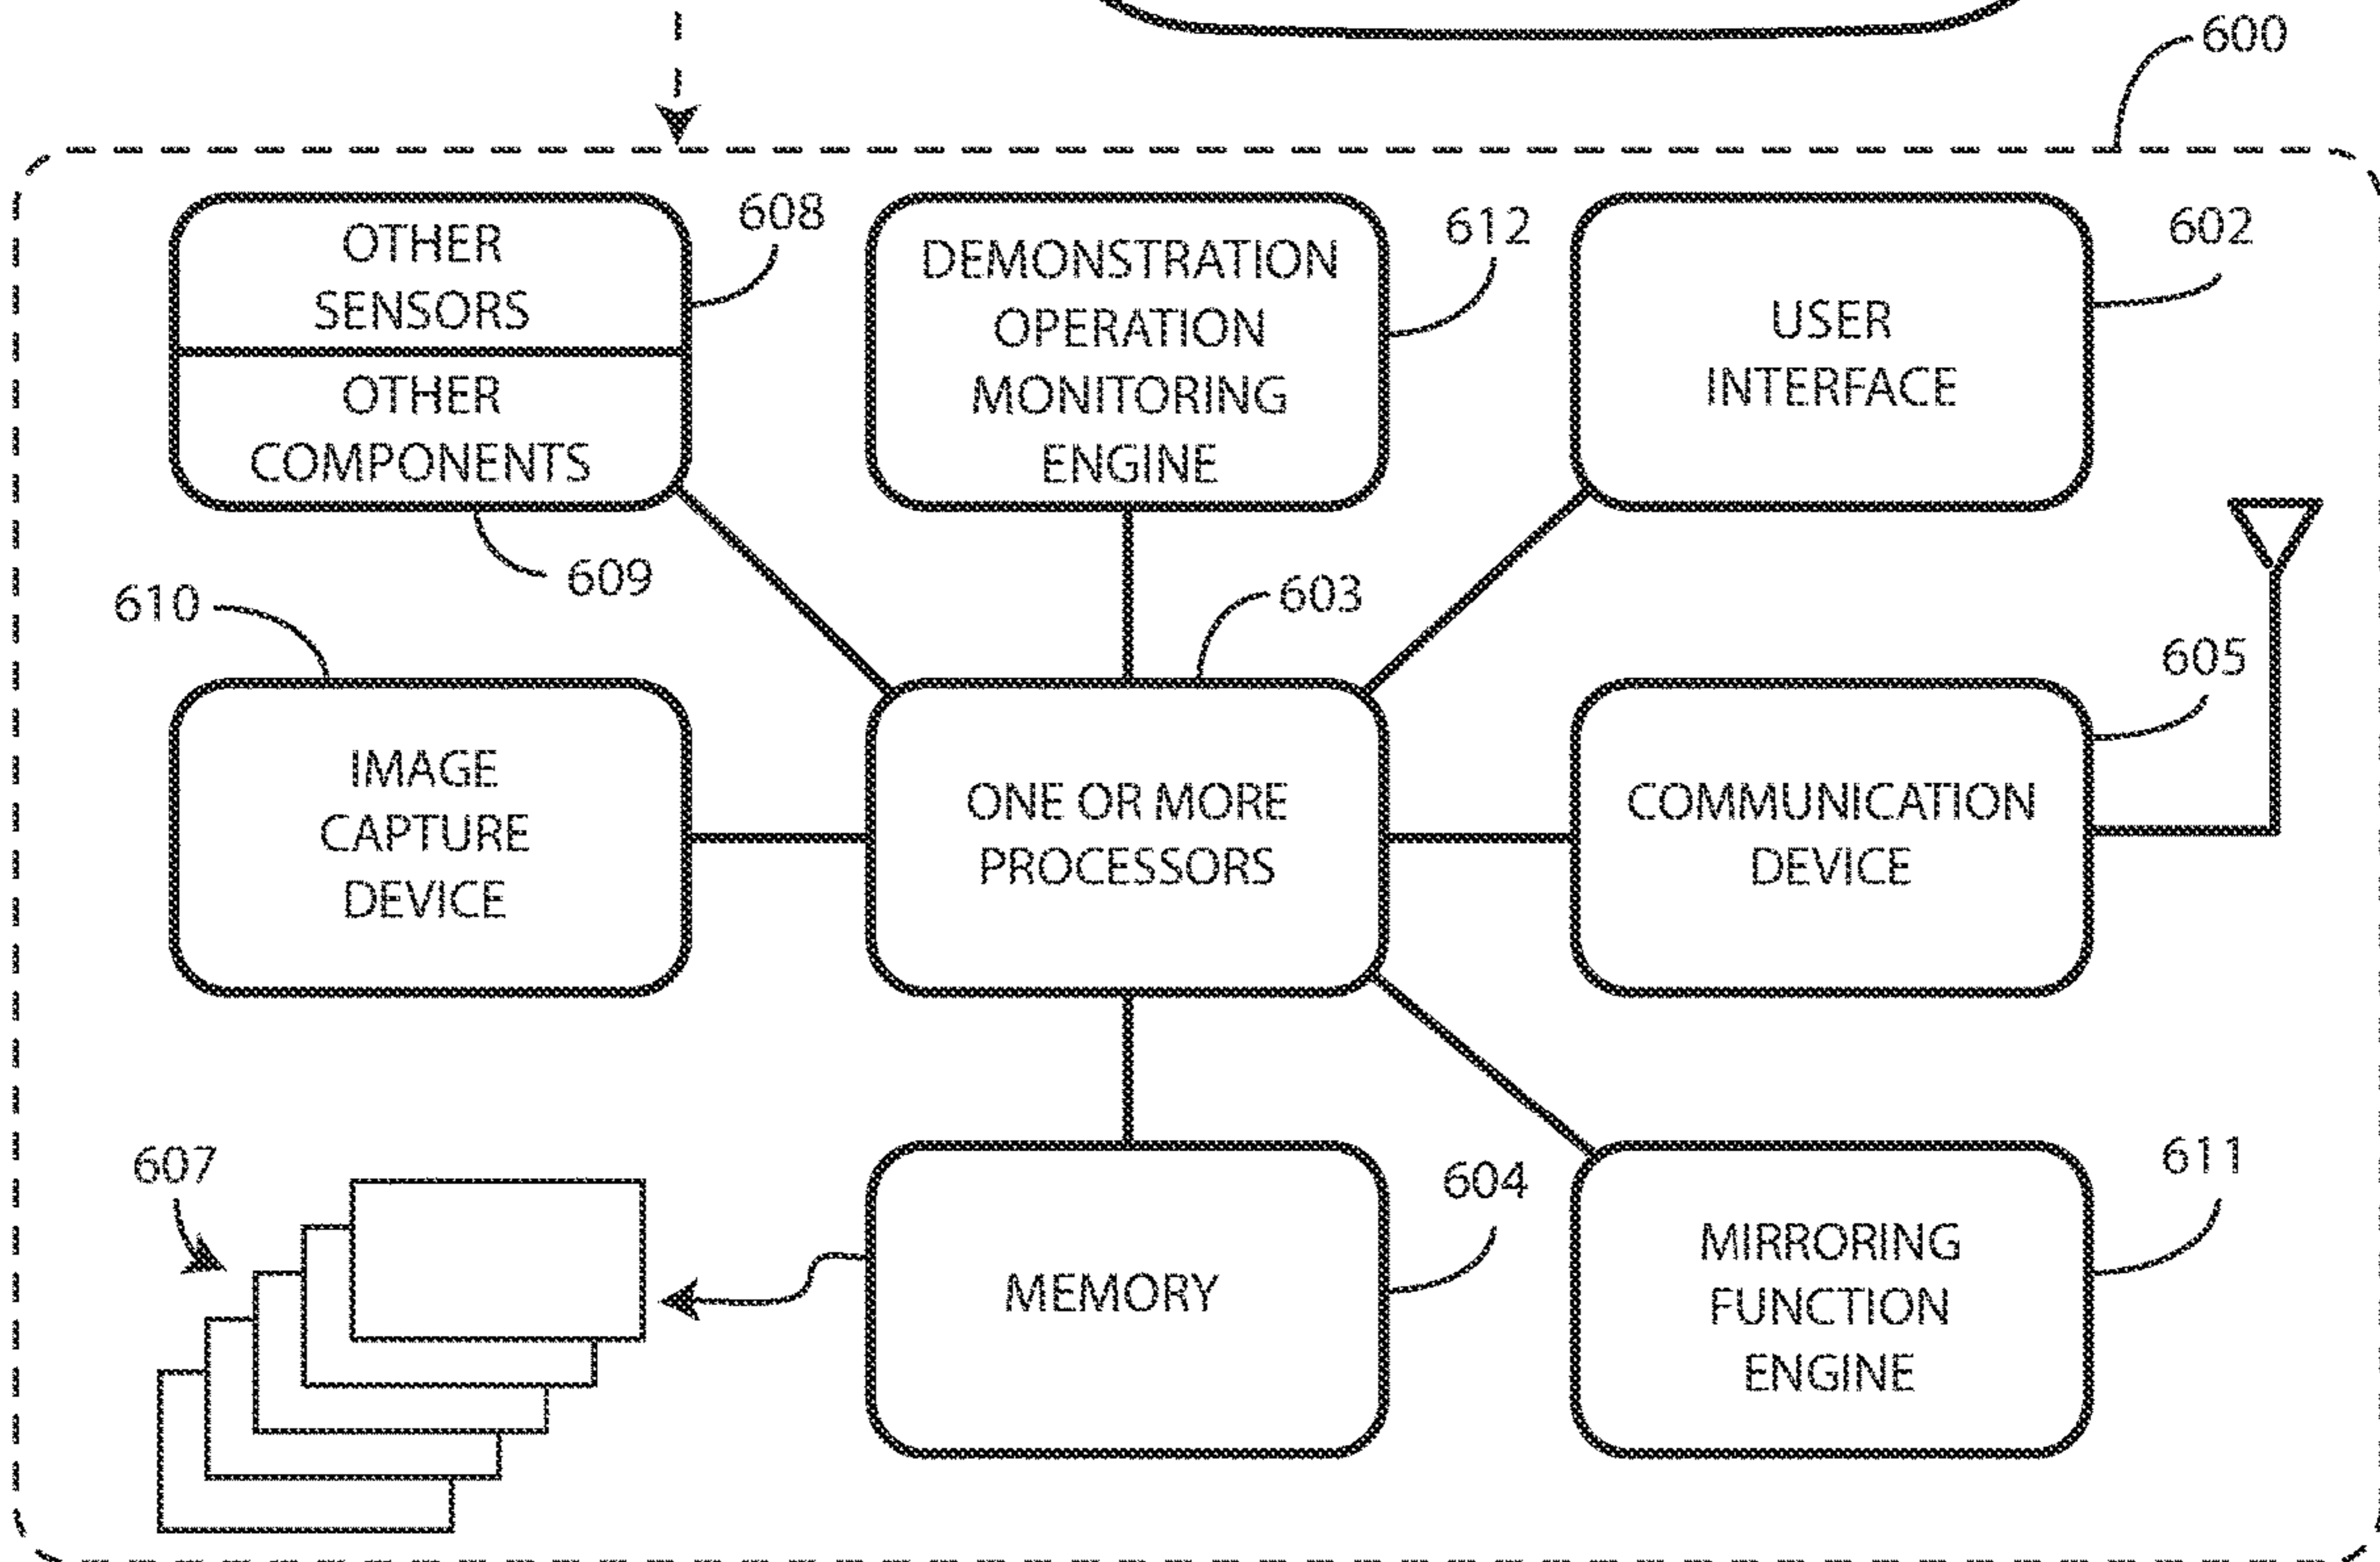 600
OTHER
SENSORS
608
OTHER
COMPONENTS
609
DEMONSTRATION
OPERATION
MONITORING
ENGINE
612
USER
INTERFACE
602
610
IMAGE
CAPTURE
DEVICE
603
ONE OR MORE
PROCESSORS
605
COMMUNICATION
DEVICE
607
MEMORY
604
MIRRORING
FUNCTION
ENGINE
611